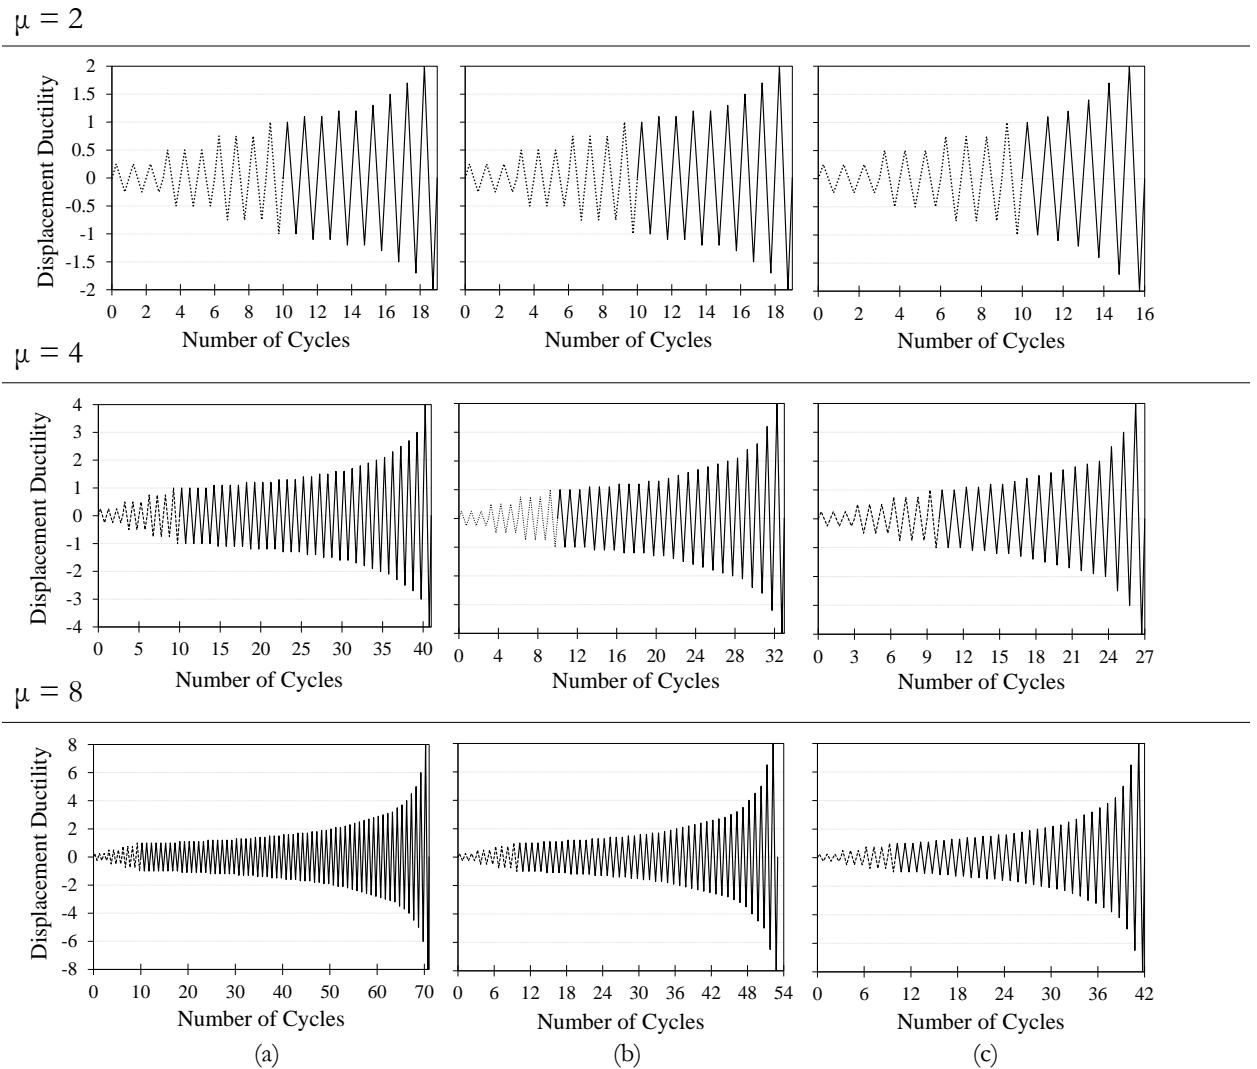 μ = 2
Displacement Ductility
2
1.5
1
0.5
0
-0.5
-1
-1.5
-2
0 2 4 6 8 10 12 14 16 18
0 2 4 6 8 10 12 14 16 18
0 2 4 6 8 10 12 14 16
Number of Cycles
Number of Cycles
Number of Cycles
μ = 4
Displacement Ductility
4
3
2
1
0
-1
-2
-3
-4
0 5 10 15 20 25 30 35 40
0 4 8 12 16 20 24 28 32
0 3 6 9 12 15 18 21 24 27
Number of Cycles
Number of Cycles
Number of Cycles
μ = 8
Displacement Ductility
8
6
4
2
0
-2
-4
-6
-8
0 10 20 30 40 50 60 70
0 6 12 18 24 30 36 42 48 54
0 6 12 18 24 30 36 42
Number of Cycles
Number of Cycles
Number of Cycles
(a)
(b)
(c)